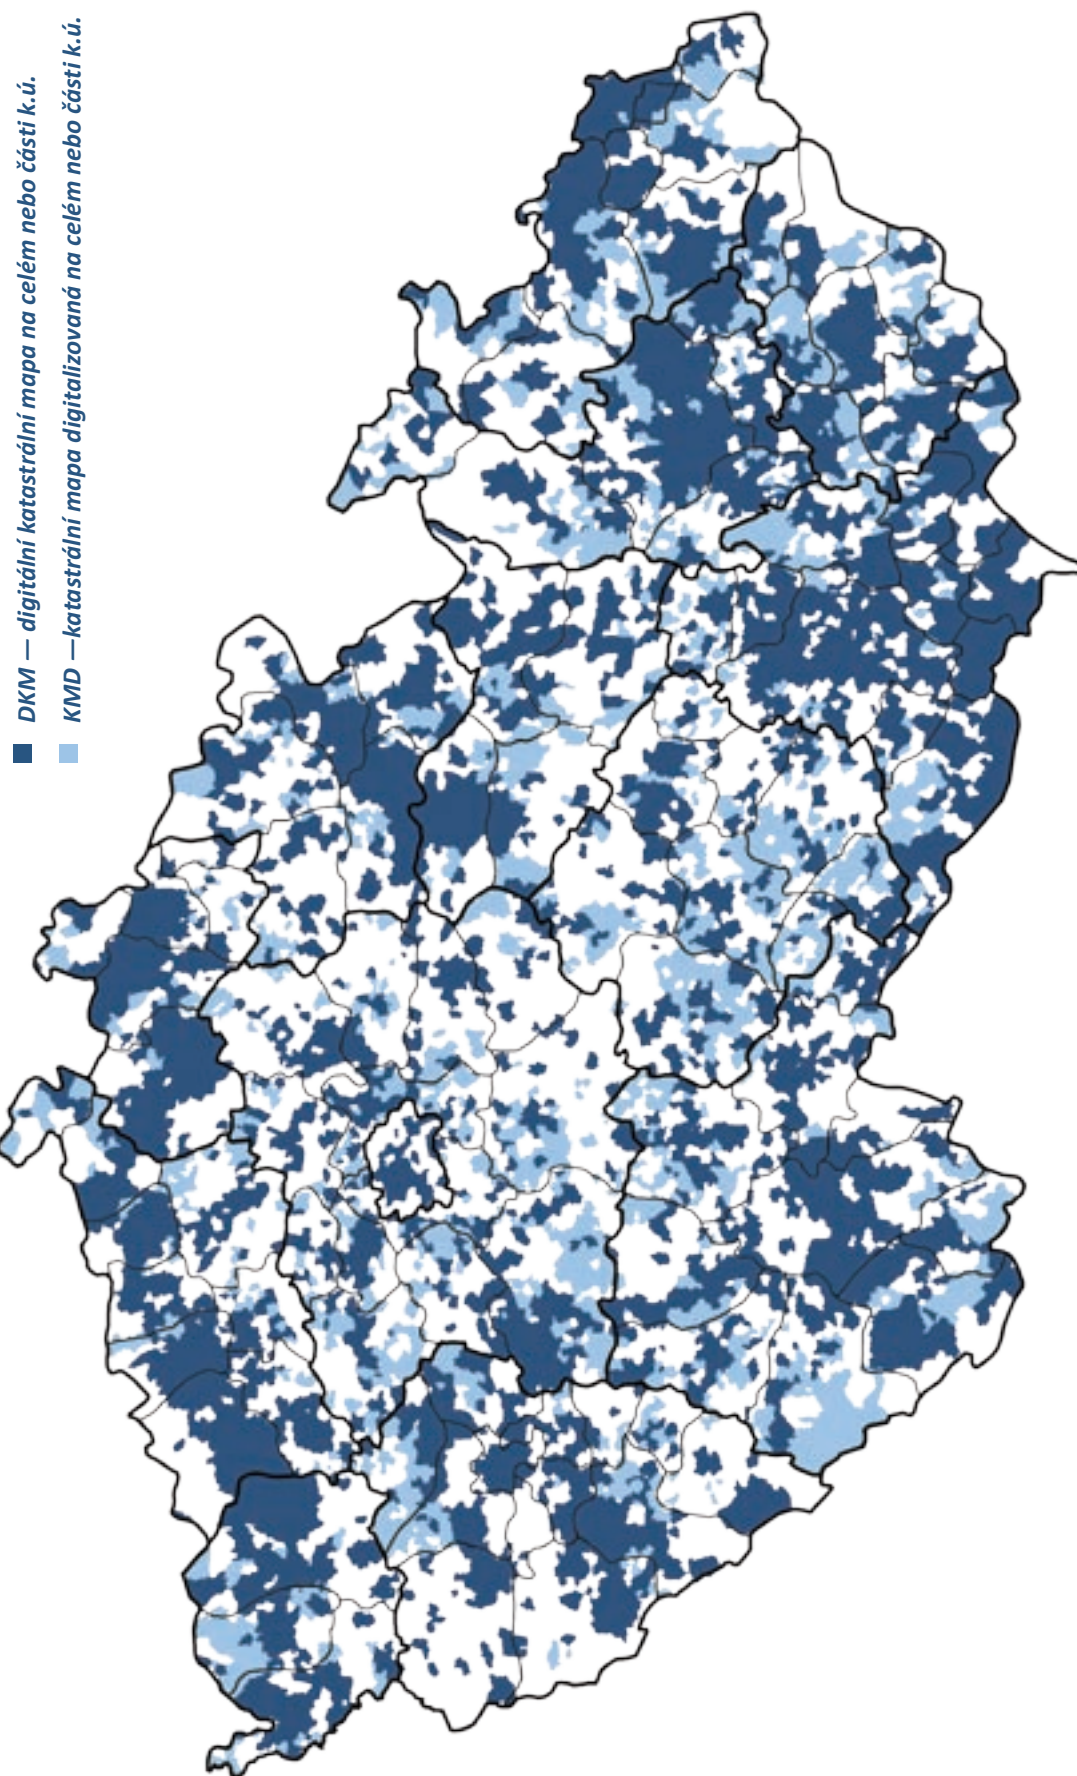 DKM — digitální katastrální mapa na celém nebo části k.ú.
KMD —katastrální mapa digitalizovaná na celém nebo části k.ú.